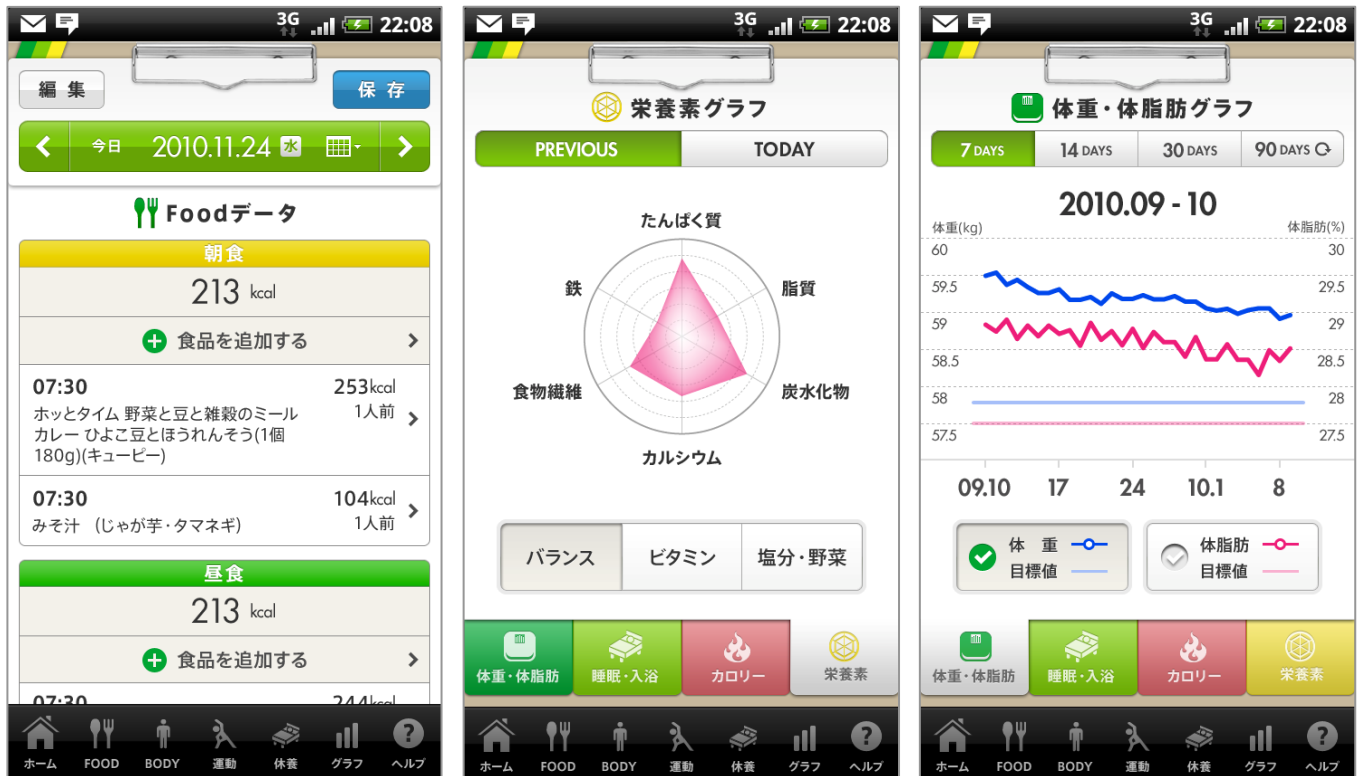 3G 22:08
編集
保存
今日 2010.11.24 水
Foodデータ
朝食
213 kcal
食品を追加する
07:30 253kcal
ホッとタイム 野菜と豆と雑穀のミール 1人前
カレー ひよこ豆とほうれんそう(1個
180g)(キューピー)
07:30 104kcal
みそ汁 (じゃが芋・タマネギ) 1人前
昼食
213 kcal
食品を追加する
07:30 244kcal
ホーム FOOD BODY 運動 休養 グラフ ? ヘルプ
3G 22:08
栄養素グラフ
PREVIOUS TODAY
たんぱく質
鉄 脂質
食物繊維 炭水化物
カルシウム
バランス ビタミン 塩分・野菜
体重・体脂肪 睡眠・入浴 カロリー 栄養素
ホーム FOOD BODY 運動 休養 グラフ ? ヘルプ
3G 22:08
体重・体脂肪グラフ
7 DAYS 14 DAYS 30 DAYS 90 DAYS
2010.09 - 10
体重(kg) 体脂肪(%)
60 30
59.5 29.5
59 29
58.5 28.5
58 28
57.5 27.5
09.10 17 24 10.1 8
体 重
目標値
体脂肪
目標値
体重・体脂肪 睡眠・入浴 カロリー 栄養素
ホーム FOOD BODY 運動 休養 グラフ ? ヘルプ